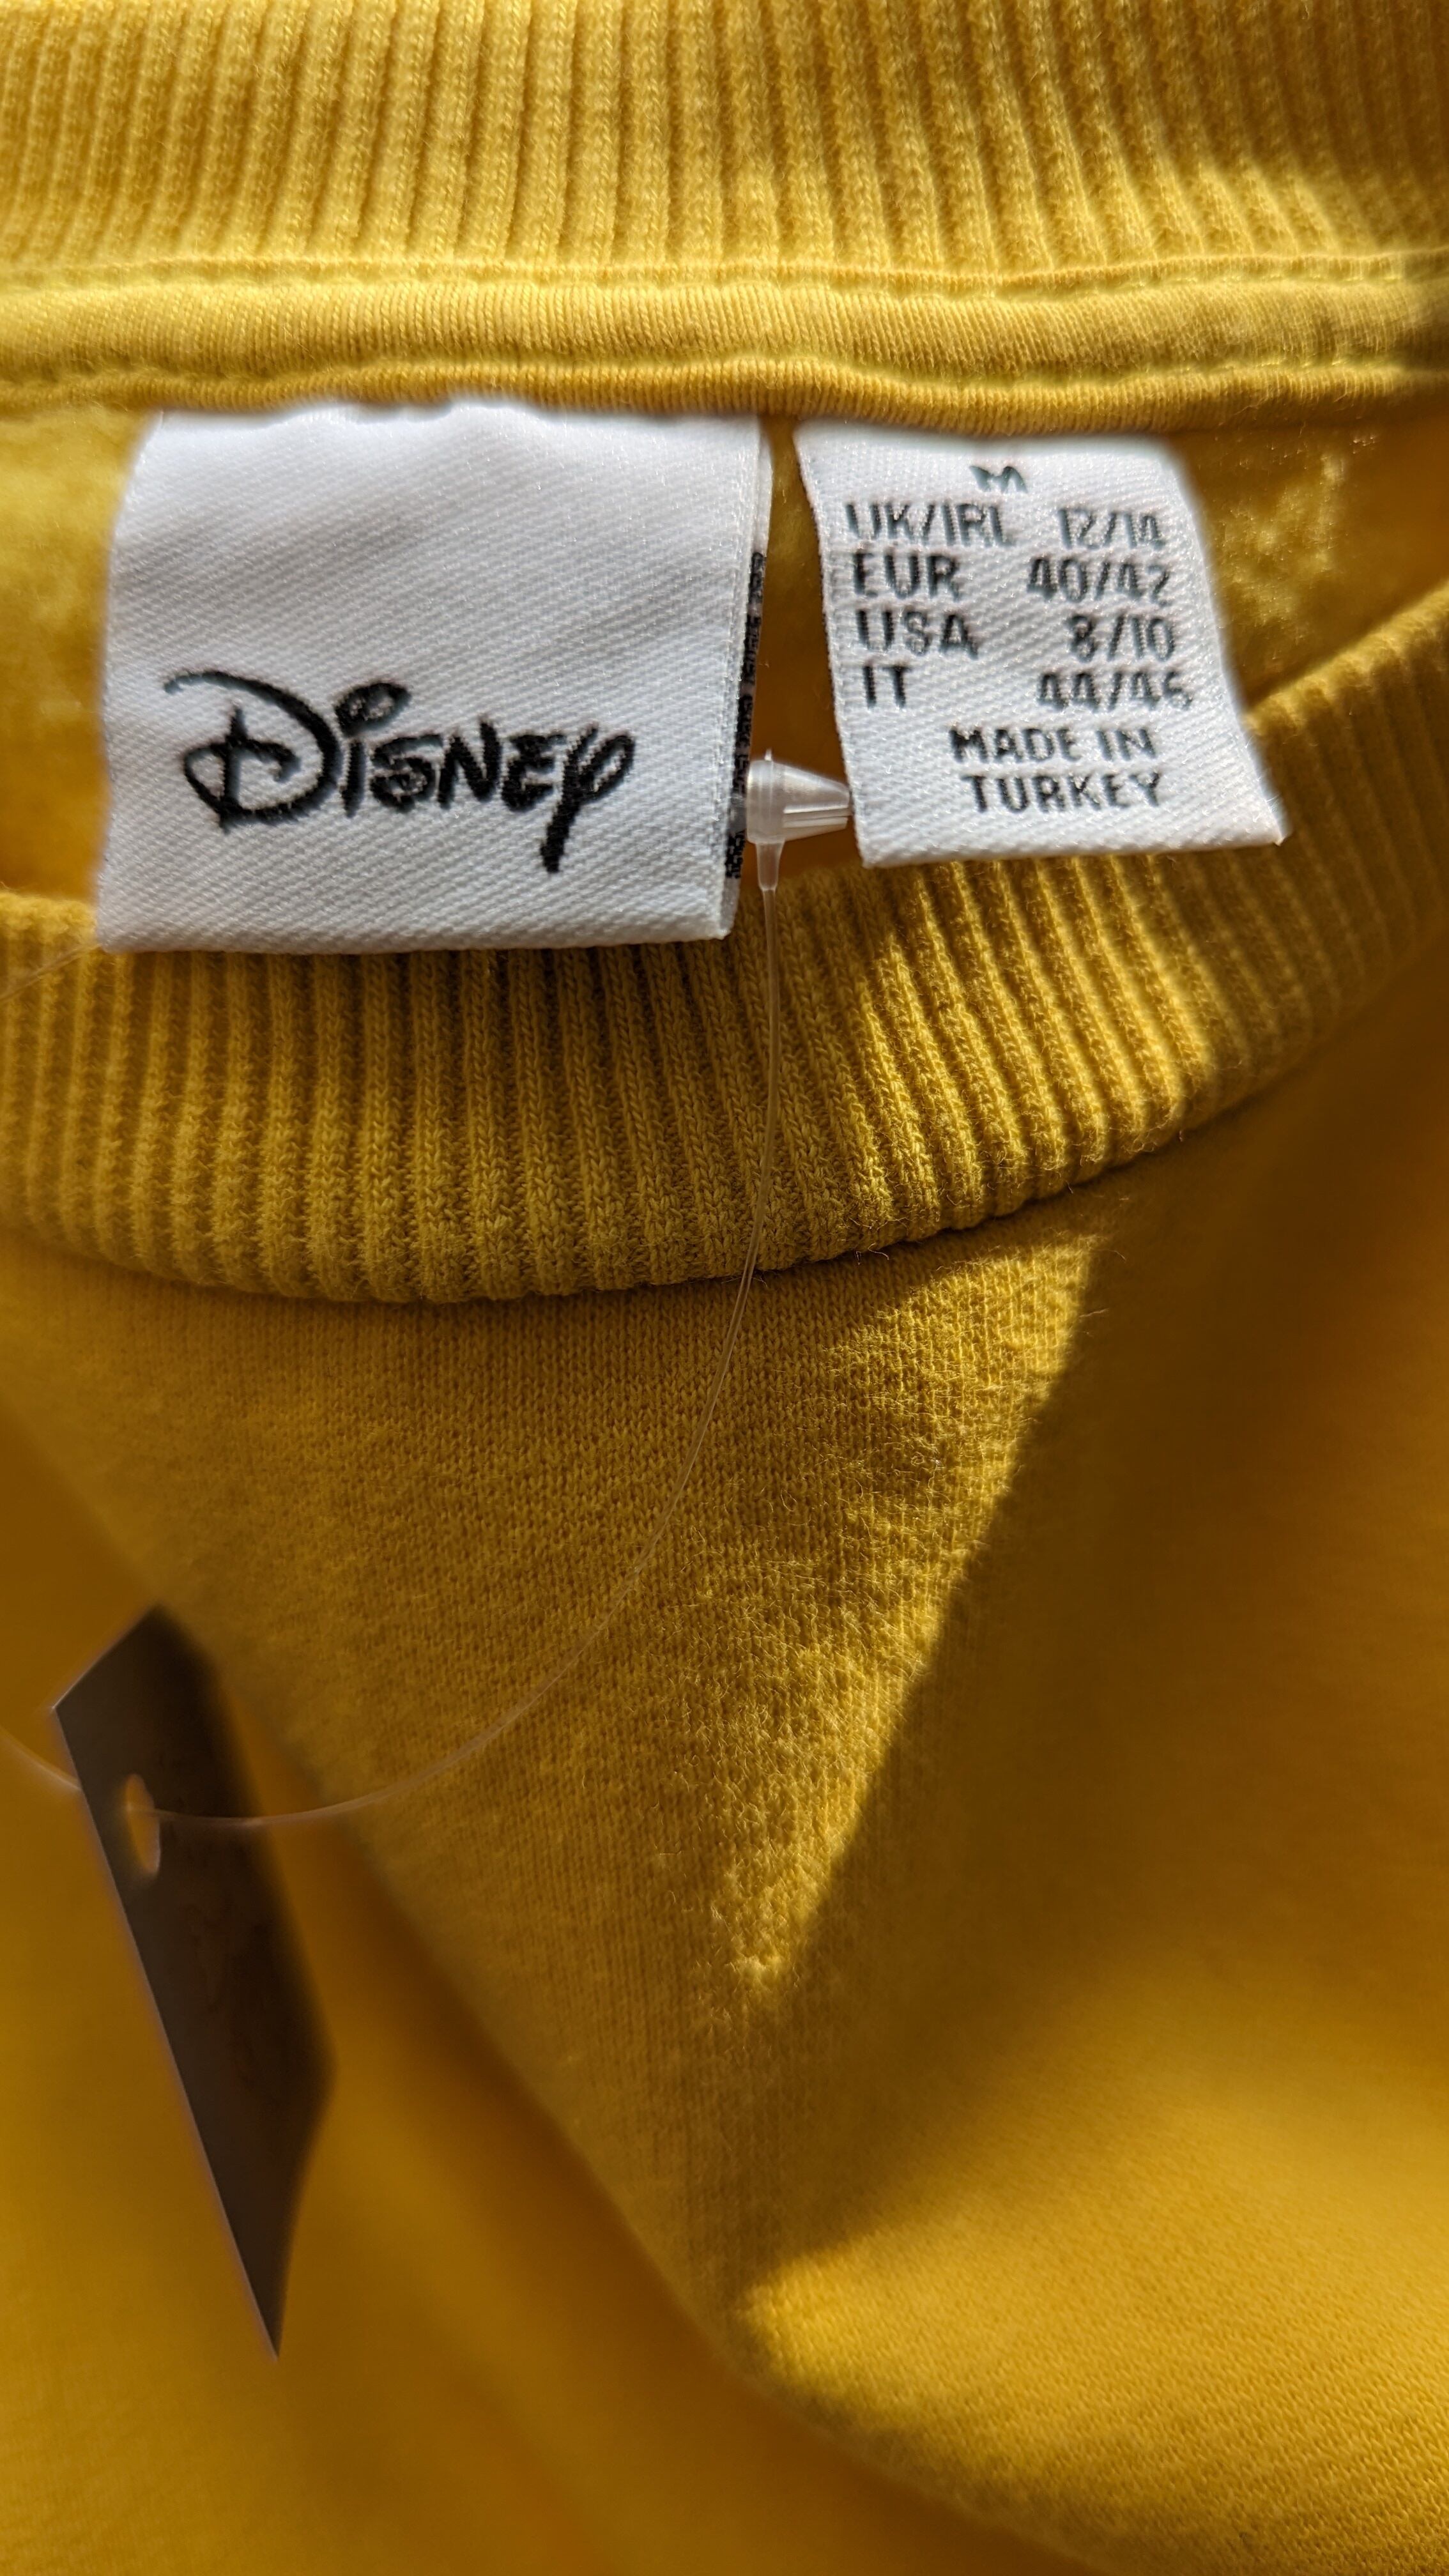 Disney
M
UK/IRL 12/14
EUR 40/42
USA 8/10
IT 44/46
MADE IN
TURKEY